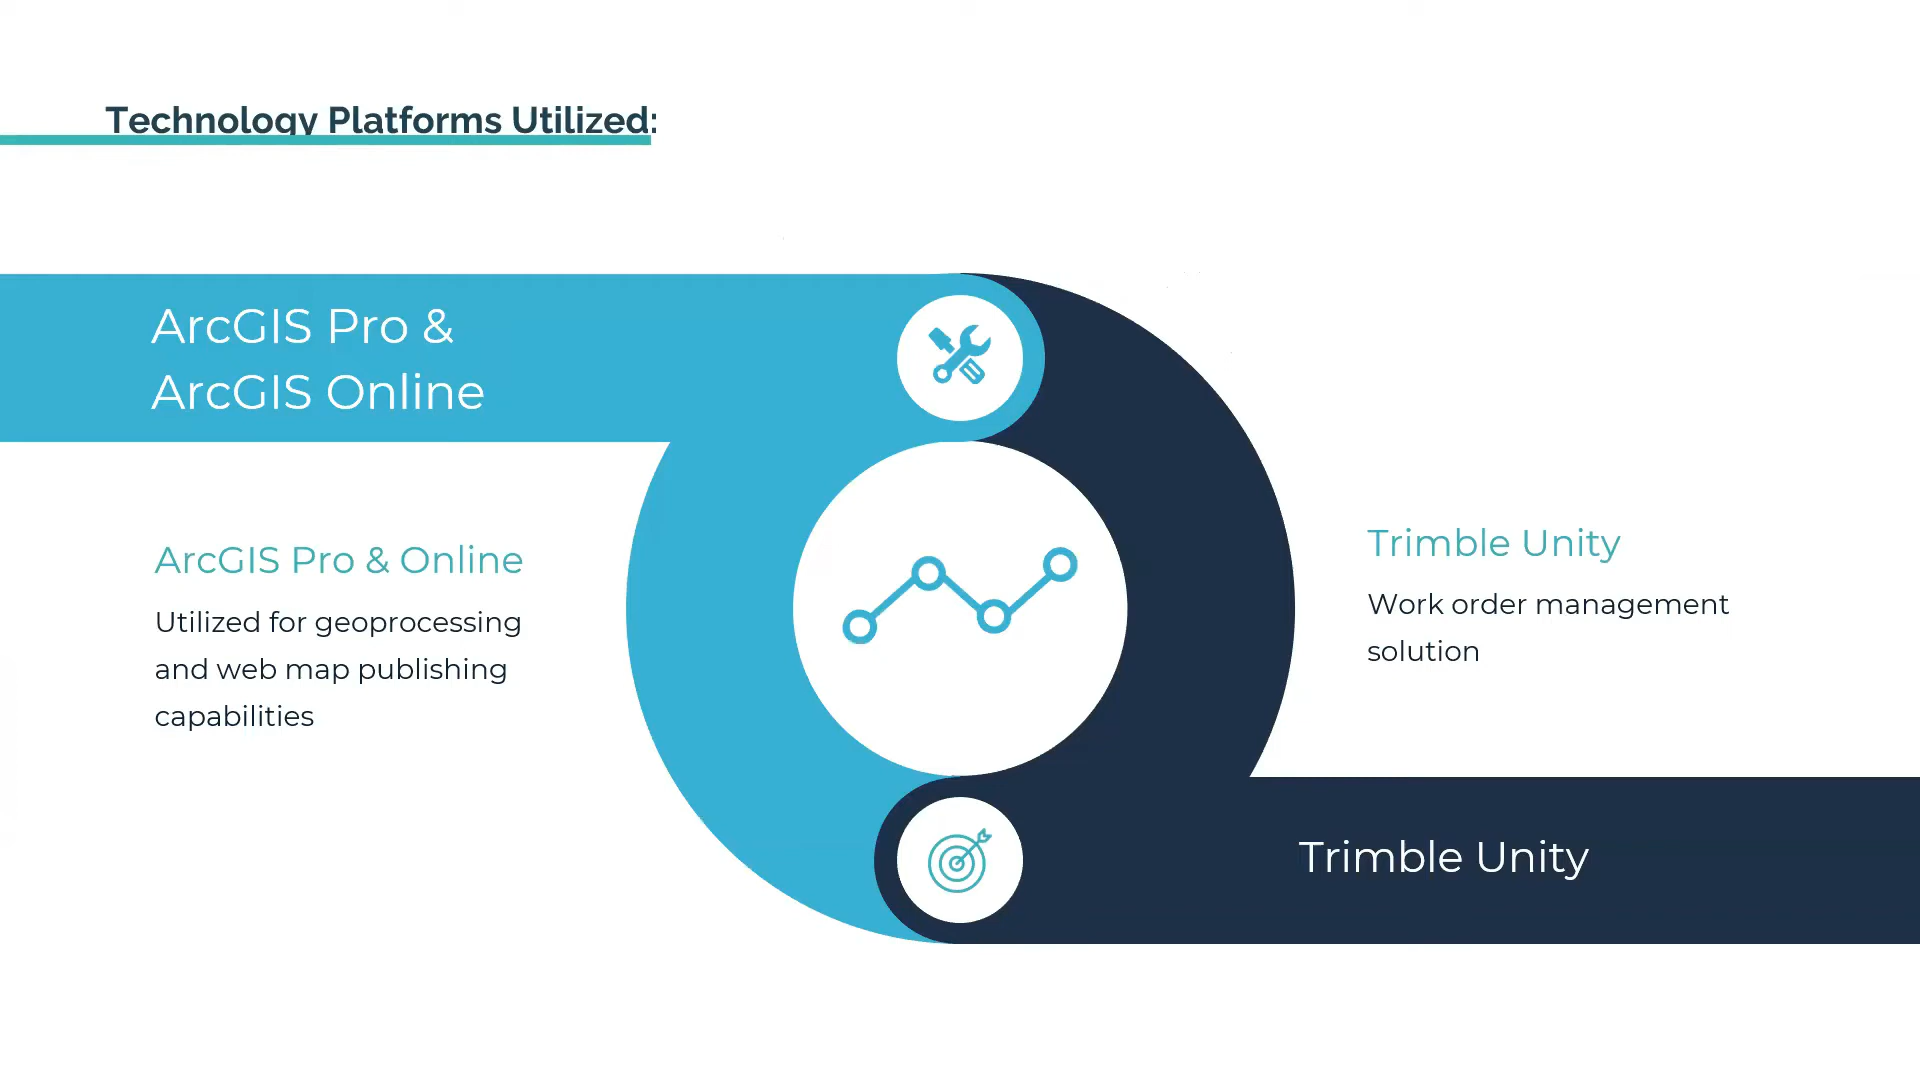 Technology Platforms Utilized:
ArcGIS Pro &
ArcGIS Online
ArcGIS Pro & Online
Utilized for geoprocessing
and web map publishing
capabilities
Trimble Unity
Work order management
solution
Trimble Unity